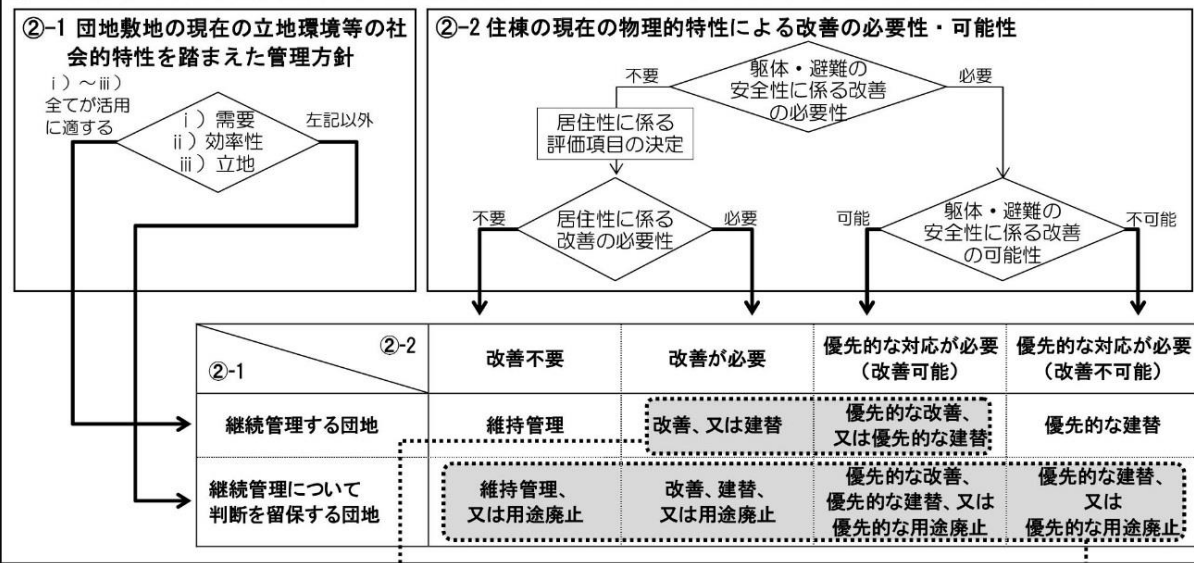 ②-1 団地敷地の現在の立地環境等の社
会的特性を踏まえた管理方針
ⅰ）～ⅲ）
全てが活用
に適する
ⅰ）需要
ⅱ）効率性
ⅲ）立地
左記以外
②-2 住棟の現在の物理的特性による改善の必要性・可能性
不要
躯体・避難の
安全性に係る改善
の必要性
必要
居住性に係る
評価項目の決定
不要
居住性に係る
改善の必要性
必要
可能
躯体・避難の
安全性に係る改善
の可能性
不可能
②-2
②-1
改善不要
改善が必要
優先的な対応が必要
（改善可能）
優先的な対応が必要
（改善不可能）
継続管理する団地
維持管理
改善、又は建替
優先的な改善、
又は優先的な建替
優先的な建替
継続管理について
判断を留保する団地
維持管理、
又は用途廃止
改善、建替、
又は用途廃止
優先的な改善、
優先的な建替、又は
優先的な用途廃止
優先的な建替、
又は
優先的な用途廃止